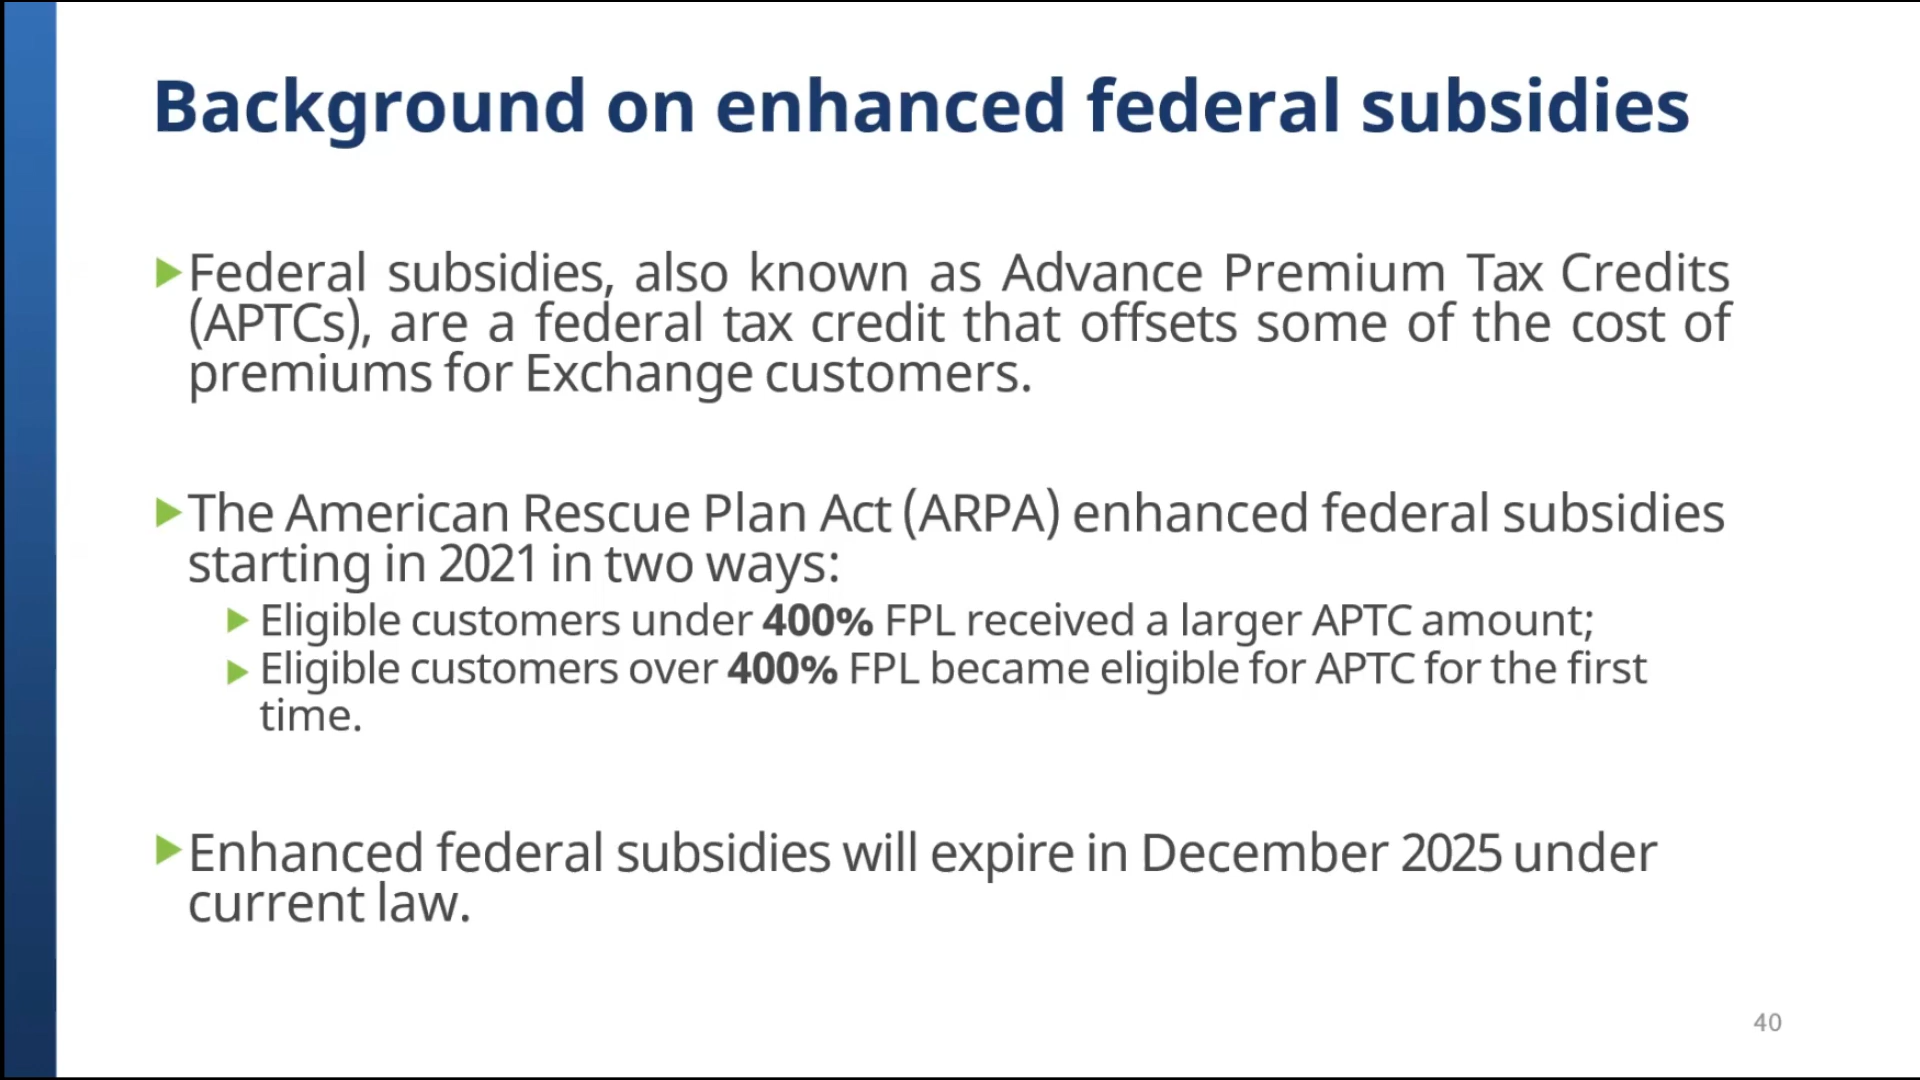 Background on enhanced federal subsidies
Federal subsidies, also known as Advance Premium Tax Credits
(APTCs), are a federal tax credit that offsets some of the cost of
premiums for Exchange customers.
The American Rescue Plan Act (ARPA) enhanced federal subsidies
starting in 2021 in two ways:
Eligible customers under 400% FPL received a larger APTC amount;
Eligible customers over 400% FPL became eligible for APTC for the first
time.
Enhanced federal subsidies will expire in December 2025 under
current law.
40